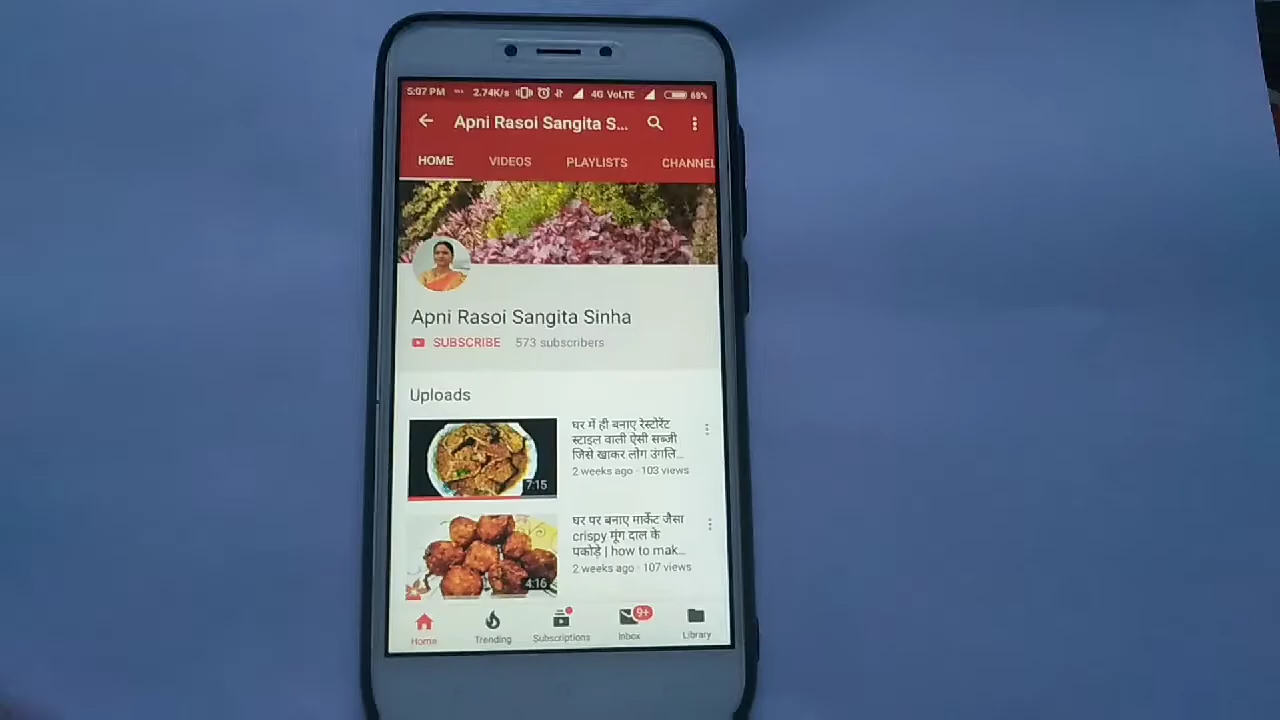 5:07 PM 2.74K/s 4G VoLTE 68%
Apni Rasoi Sangita S...
HOME VIDEOS PLAYLISTS CHANNEL
Apni Rasoi Sangita Sinha
SUBSCRIBE 573 subscribers
Uploads
घर में ही बनाए रेस्टोरेंट
स्टाइल वाली ऐसी सब्जी
जिसे खाकर लोग उंगलि...
2 weeks ago · 103 views
7:15
घर पर बनाए मार्केट जैसा
crispy मूंग दाल के
पकोड़े | how to mak...
2 weeks ago · 107 views
4:16
9+
Home Trending Subscriptions Inbox Library